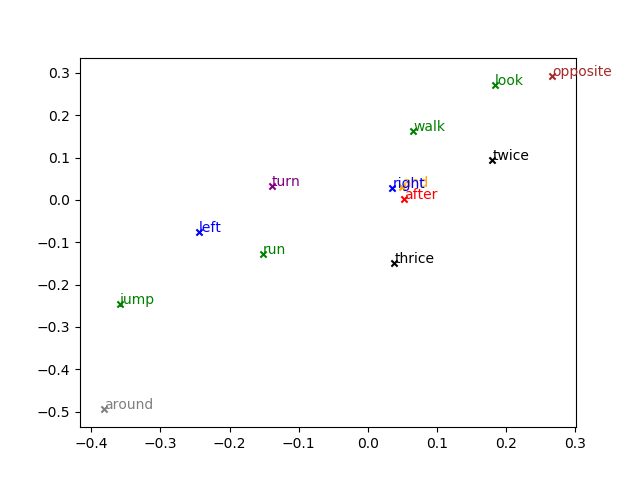 0.3
0.2
0.1
0.0
−0.1
−0.2
−0.3
−0.4
−0.5
opposite
look
walk
twice
turn
right
after
left
run
thrice
jump
around
−0.4 −0.3 −0.2 −0.1 0.0 0.1 0.2 0.3